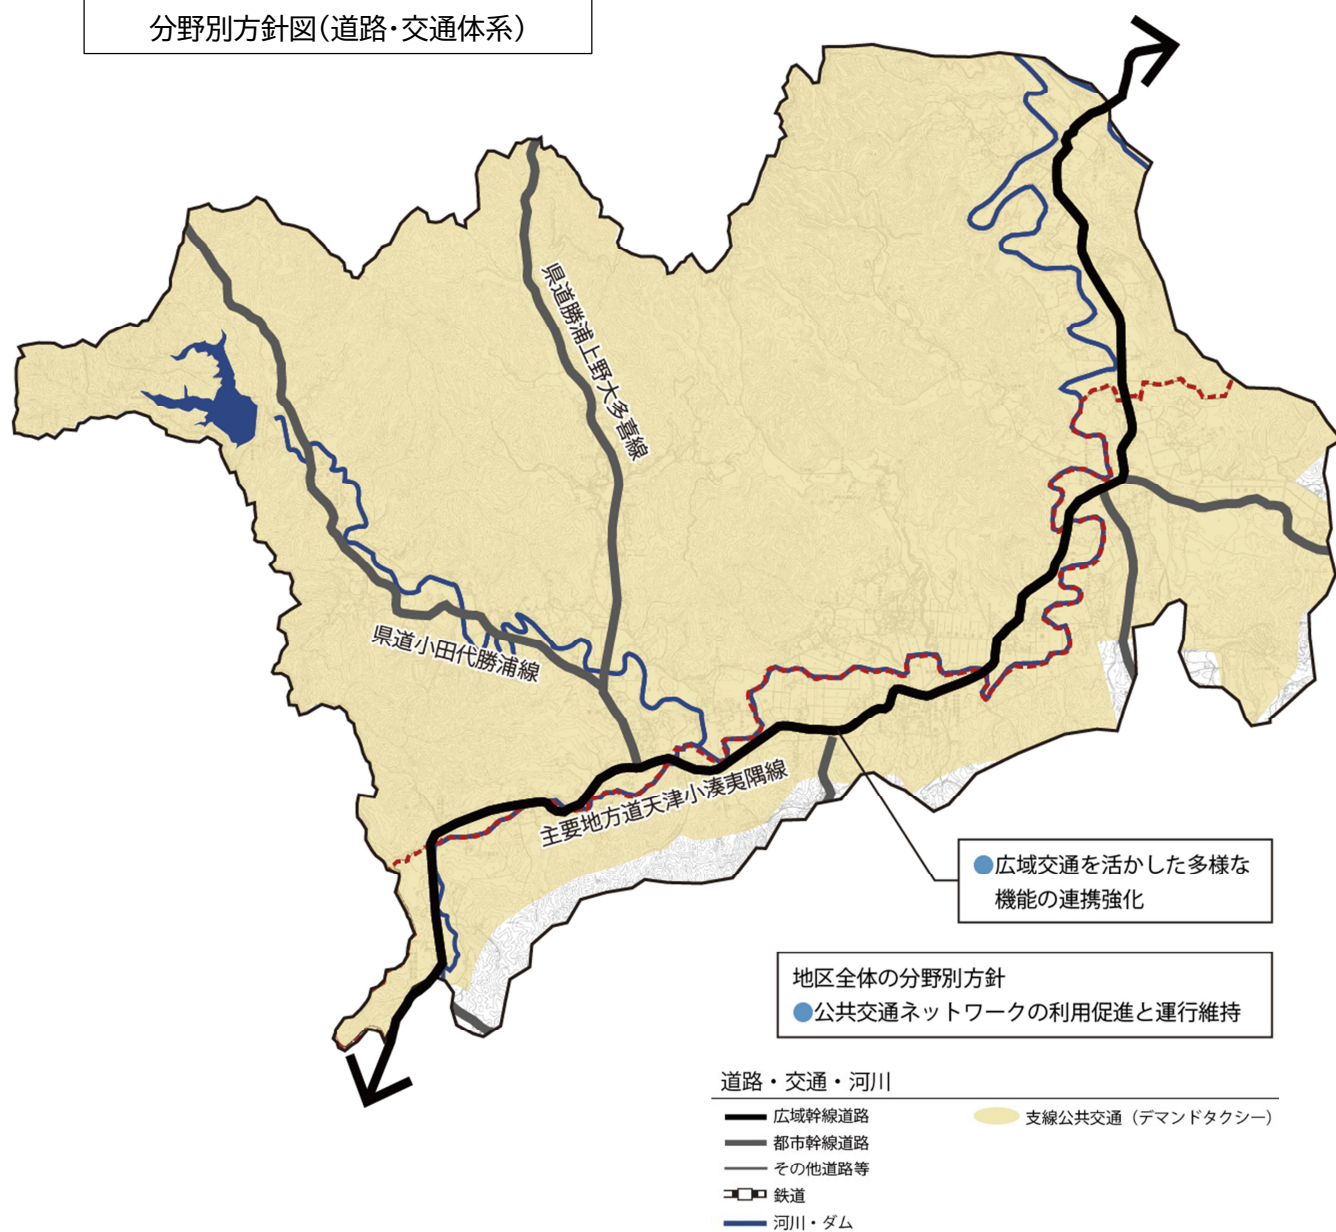 分野別方針図(道路・交通体系)
県道勝浦上野大多喜線
県道小田代勝浦線
主要地方道天津小湊夷隅線
●広域交通を活かした多様な
機能の連携強化
地区全体の分野別方針
●公共交通ネットワークの利用促進と運行維持
道路・交通・河川
広域幹線道路
都市幹線道路
その他道路等
鉄道
河川・ダム
支線公共交通（デマンドタクシー）